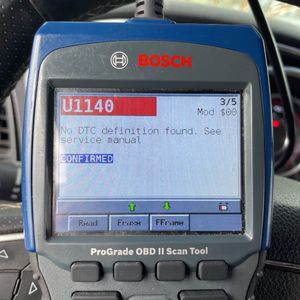 BOSCH
U1140
3/5
Mod $00
No DTC definition found. See
service manual
CONFIRMED
Read
Erase
FFrame
ProGrade OBD II Scan Tool